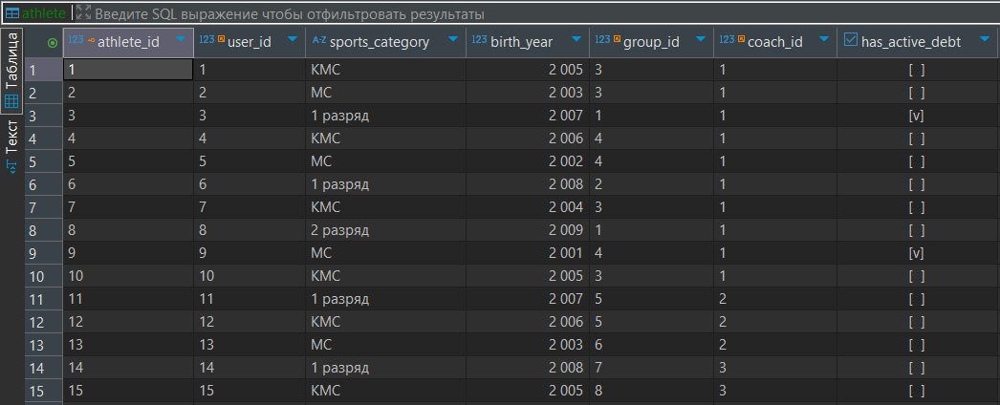 athlete Введите SQL выражение чтобы отфильтровать результаты
Таблица
Текст
123 athlete_id 123 user_id A-Z sports_category 123 birth_year 123 group_id 123 coach_id has_active_debt
1 1 1 КМС 2 005 3 1 [ ]
2 2 2 МС 2 003 3 1 [ ]
3 3 3 1 разряд 2 007 1 1 [v]
4 4 4 КМС 2 006 4 1 [ ]
5 5 5 МС 2 002 4 1 [ ]
6 6 6 1 разряд 2 008 2 1 [ ]
7 7 7 КМС 2 004 3 1 [ ]
8 8 8 2 разряд 2 009 1 1 [ ]
9 9 9 МС 2 001 4 1 [v]
10 10 10 КМС 2 005 3 1 [ ]
11 11 11 1 разряд 2 007 5 2 [ ]
12 12 12 КМС 2 006 5 2 [ ]
13 13 13 МС 2 003 6 2 [ ]
14 14 14 1 разряд 2 008 7 3 [ ]
15 15 15 КМС 2 005 8 3 [ ]